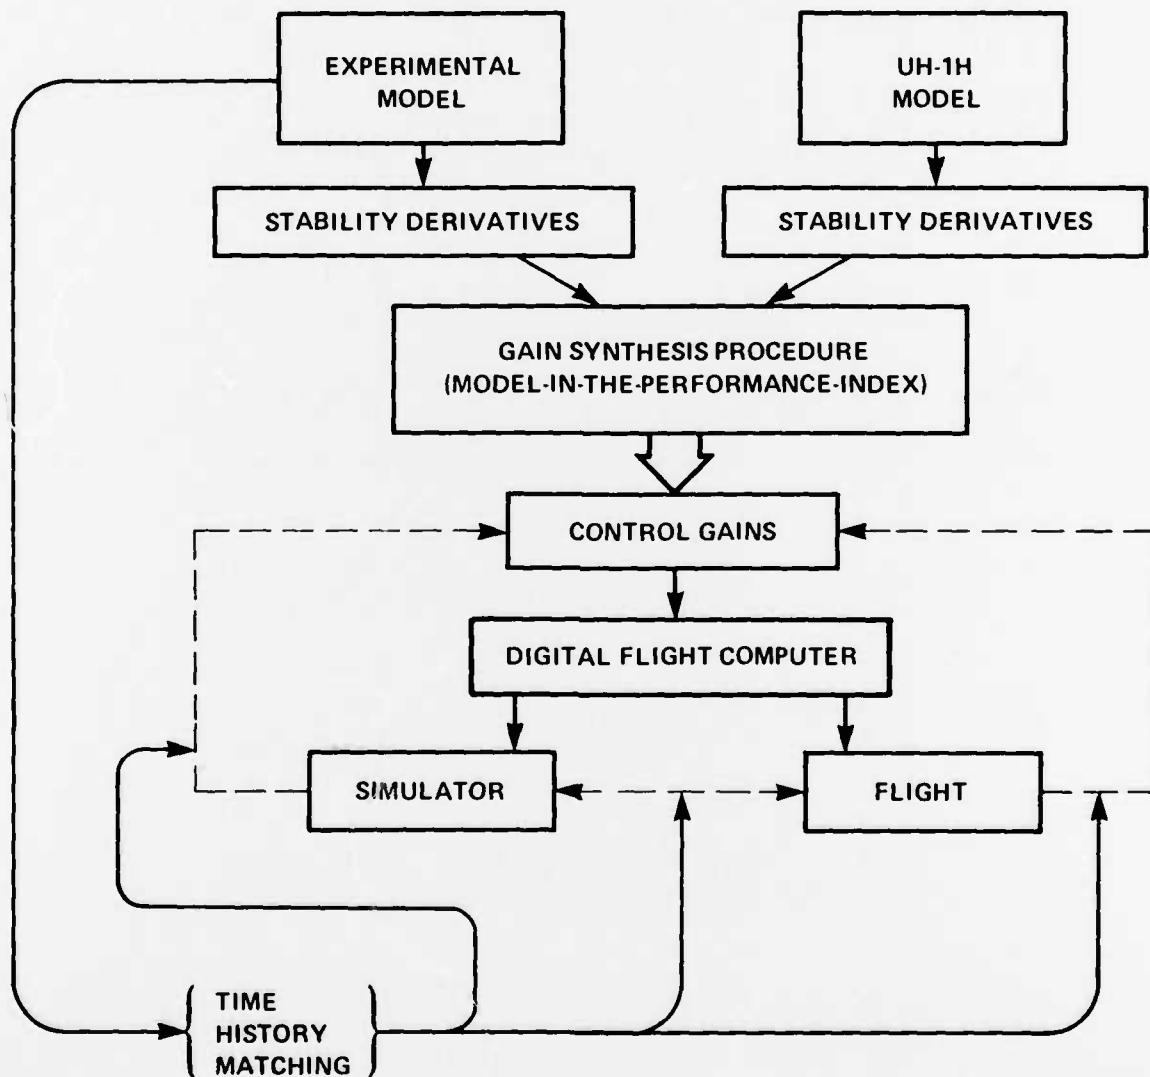 EXPERIMENTAL
MODEL
UH-1H
MODEL
STABILITY DERIVATIVES
STABILITY DERIVATIVES
GAIN SYNTHESIS PROCEDURE
(MODEL-IN-THE-PERFORMANCE-INDEX)
CONTROL GAINS
DIGITAL FLIGHT COMPUTER
SIMULATOR
FLIGHT
TIME
HISTORY
MATCHING